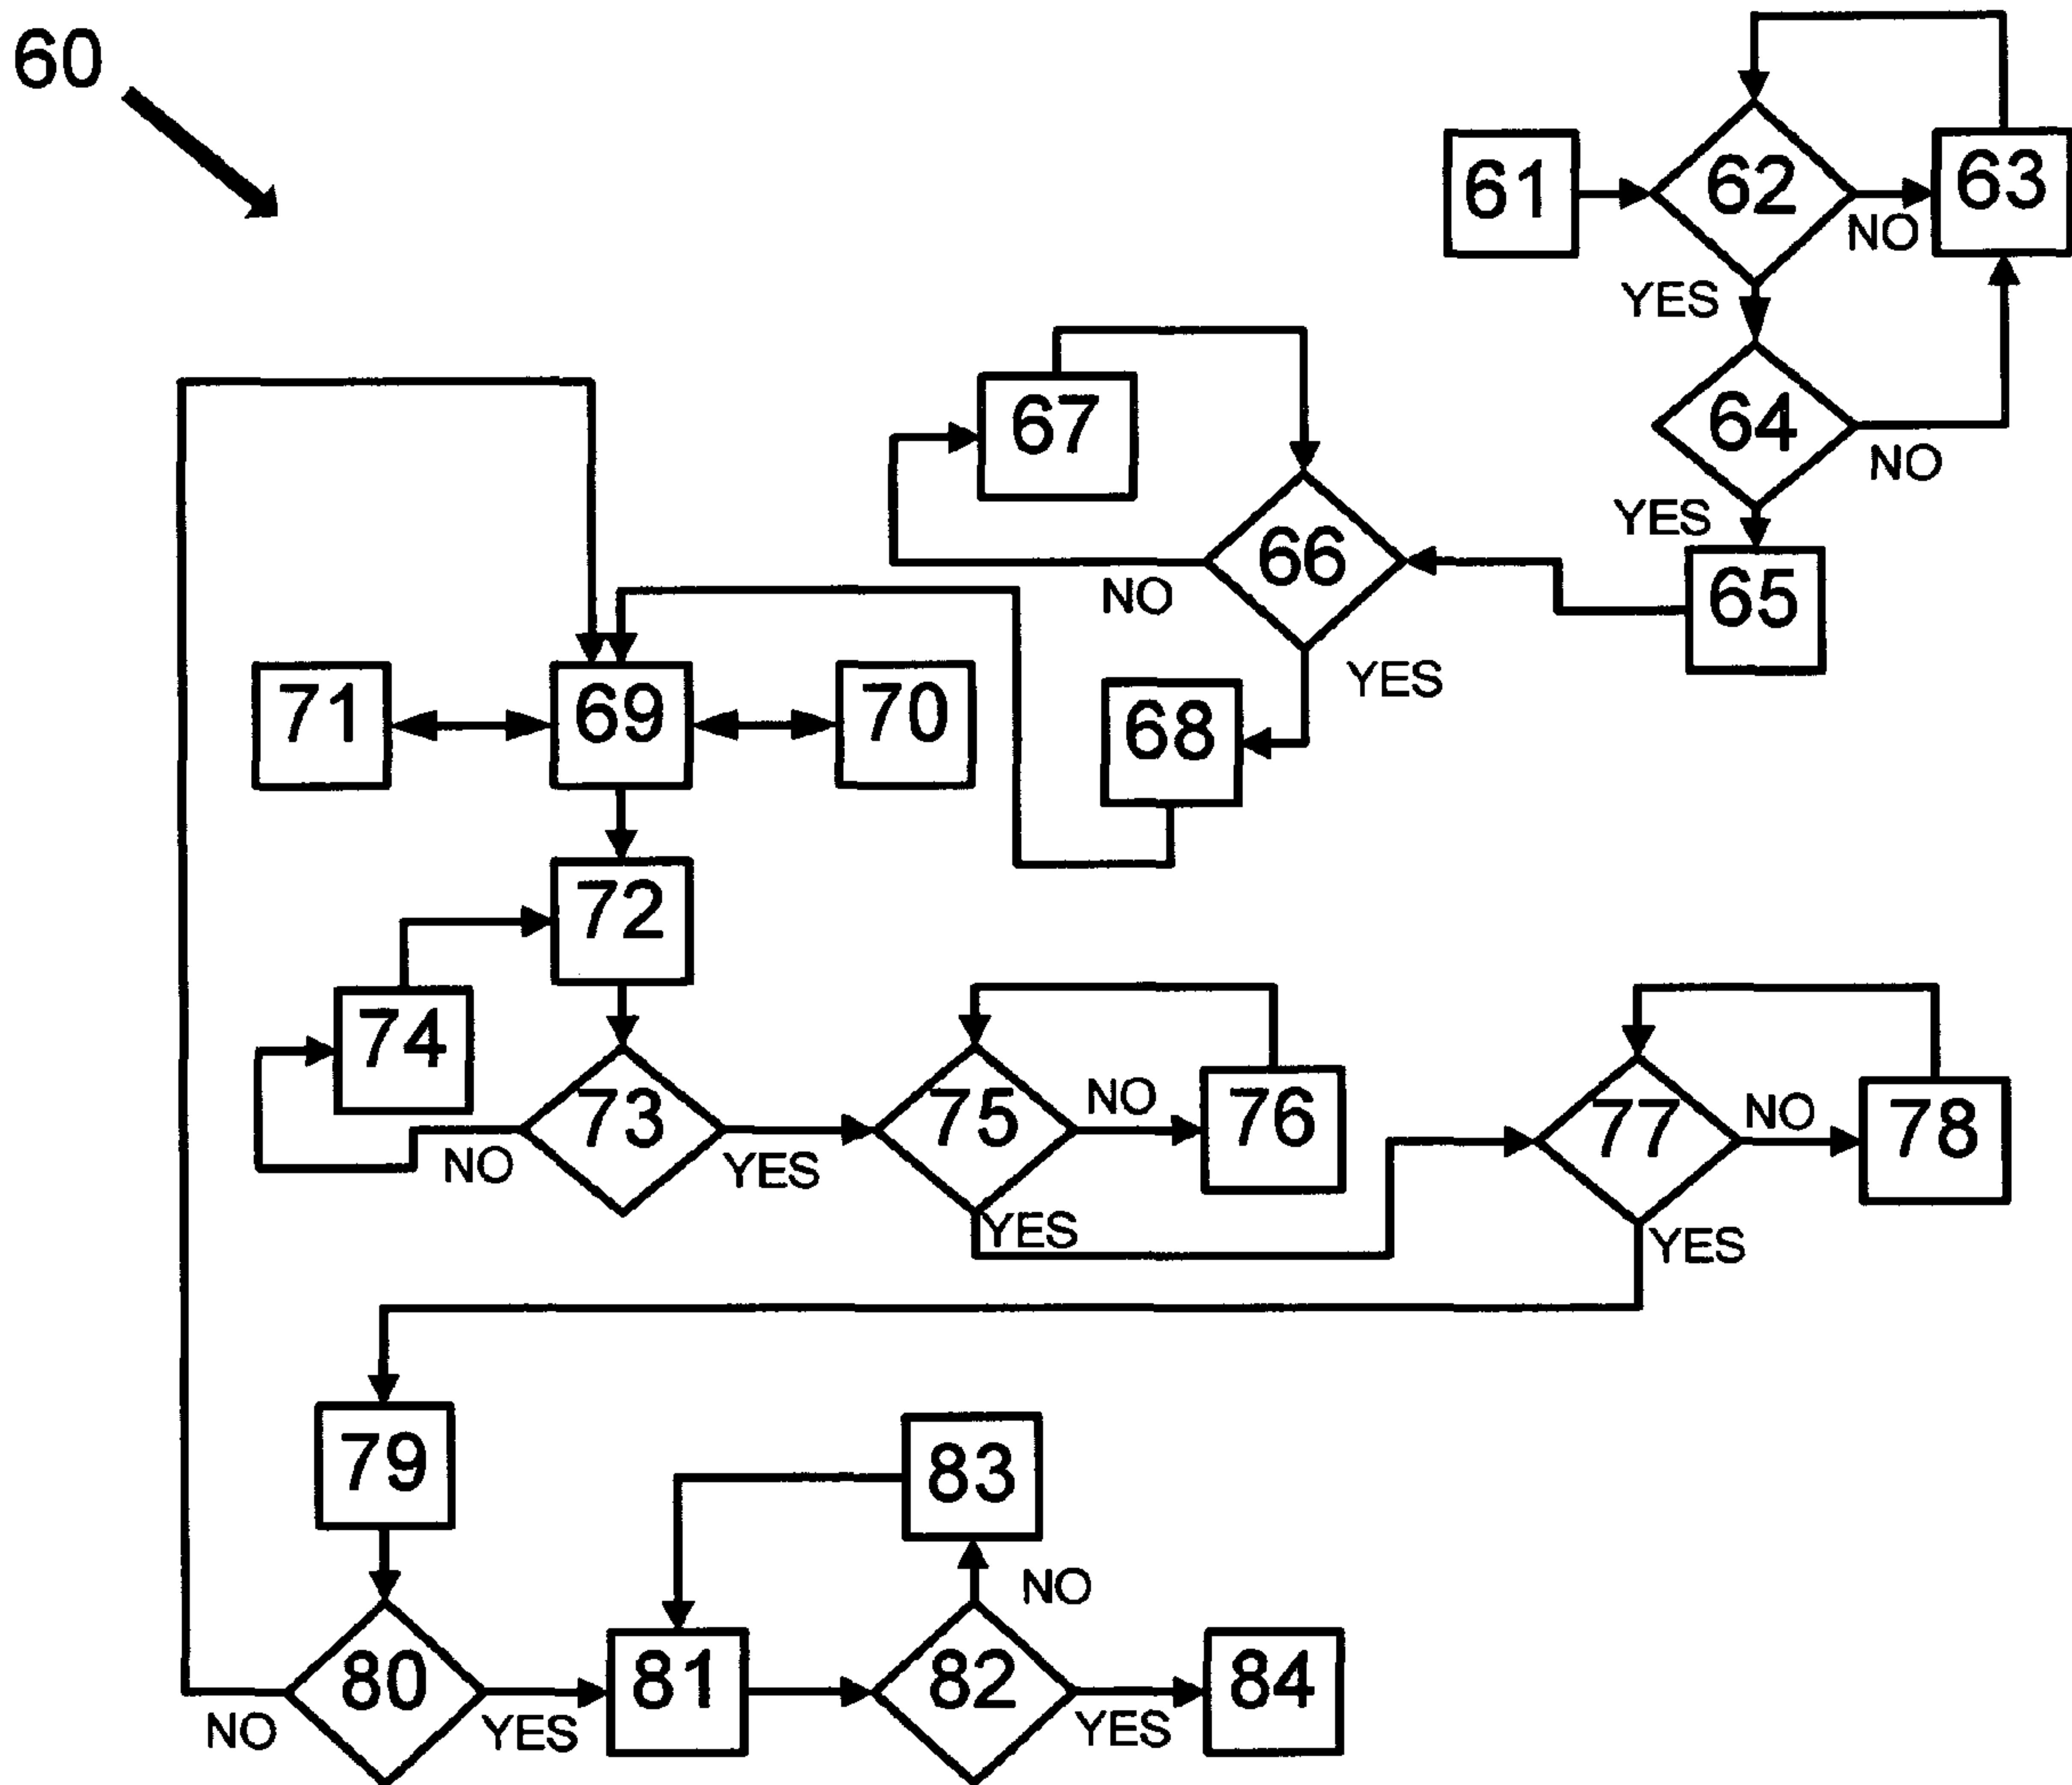 60
61
62
63
NO
YES
64
NO
YES
65
66
NO
YES
67
68
69
70
71
72
73
NO
YES
74
75
NO
YES
76
77
NO
YES
78
79
80
NO
YES
81
82
NO
YES
83
84